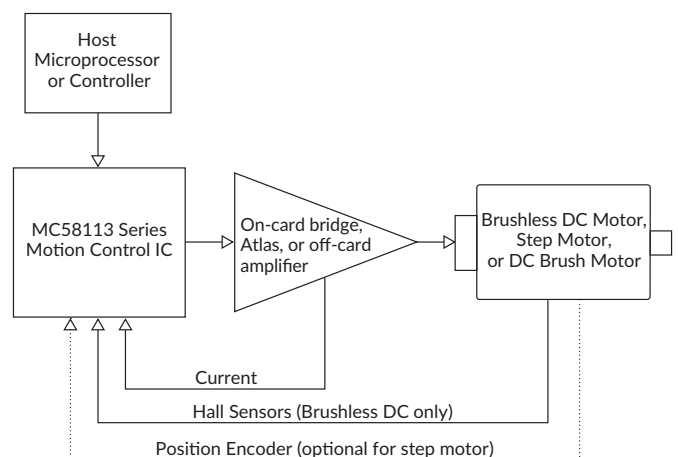 Host
Microprocessor
or Controller
MC58113 Series
Motion Control IC
On-card bridge,
Atlas, or off-card
amplifier
Brushless DC Motor,
Step Motor,
or DC Brush Motor
Current
Hall Sensors (Brushless DC only)
Position Encoder (optional for step motor)